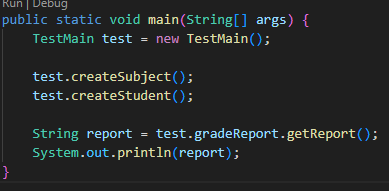 Run | Debug
public static void main(String[] args) {
    TestMain test = new TestMain();

    test.createSubject();
    test.createStudent();

    String report = test.gradeReport.getReport();
    System.out.println(report);
}